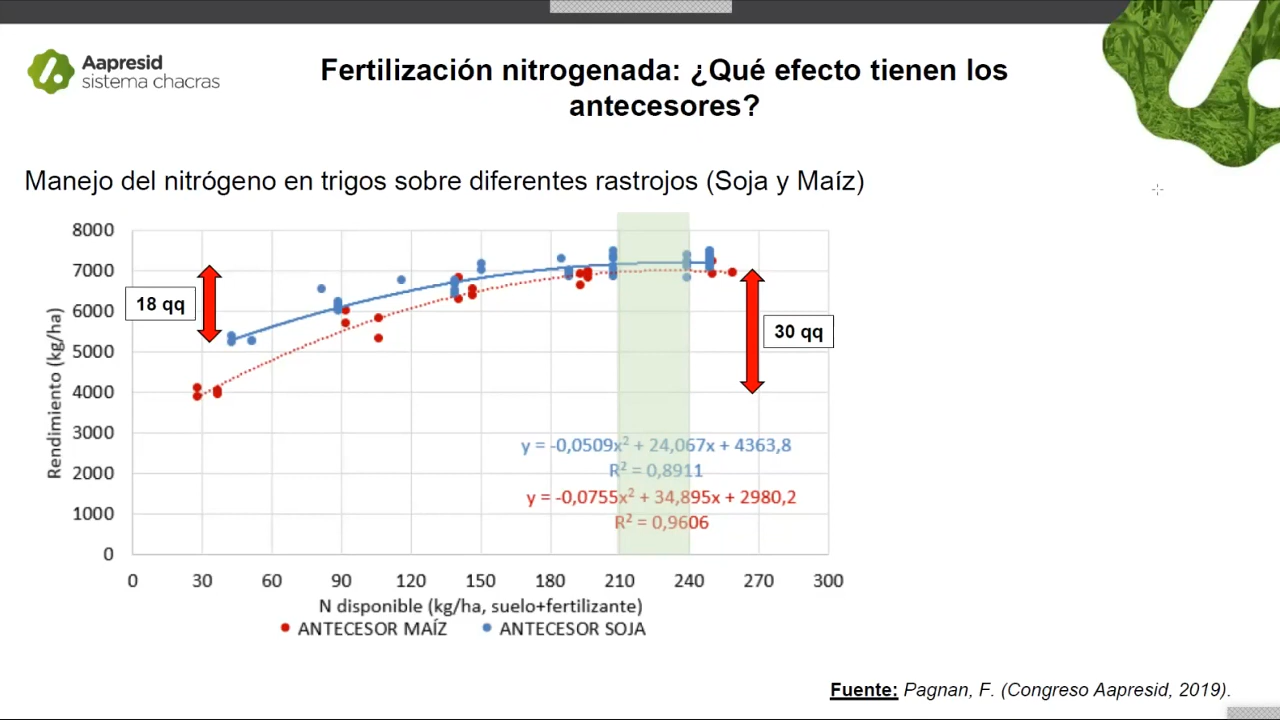 Aapresid
sistema chacras
Fertilización nitrogenada: ¿Qué efecto tienen los
antecesores?
Manejo del nitrógeno en trigos sobre diferentes rastrojos (Soja y Maíz)
Rendimiento (kg/ha)
8000
7000
6000
5000
4000
3000
2000
1000
0
18 qq
30 qq
y = -0,0509x² + 24,067x + 4363,8
R² = 0,8911
y = -0,0755x² + 34,895x + 2980,2
R² = 0,9606
0 30 60 90 120 150 180 210 240 270 300
N disponible (kg/ha, suelo+fertilizante)
ANTECESOR MAÍZ ANTECESOR SOJA
Fuente: Pagnan, F. (Congreso Aapresid, 2019).